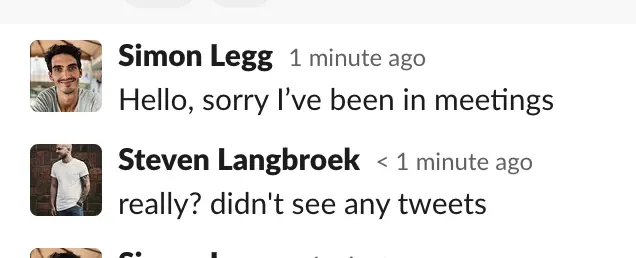 Simon Legg 1 minute ago
Hello, sorry I’ve been in meetings
Steven Langbroek < 1 minute ago
really? didn't see any tweets